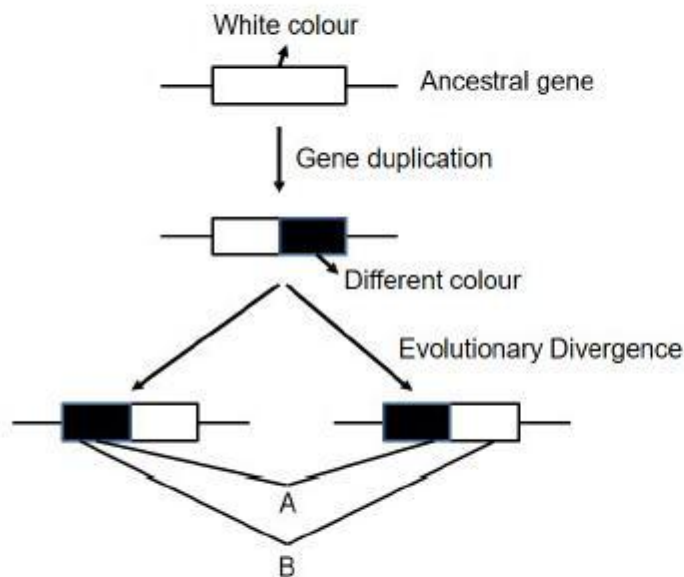 White colour
Ancestral gene
Gene duplication
Different colour
Evolutionary Divergence
A
B